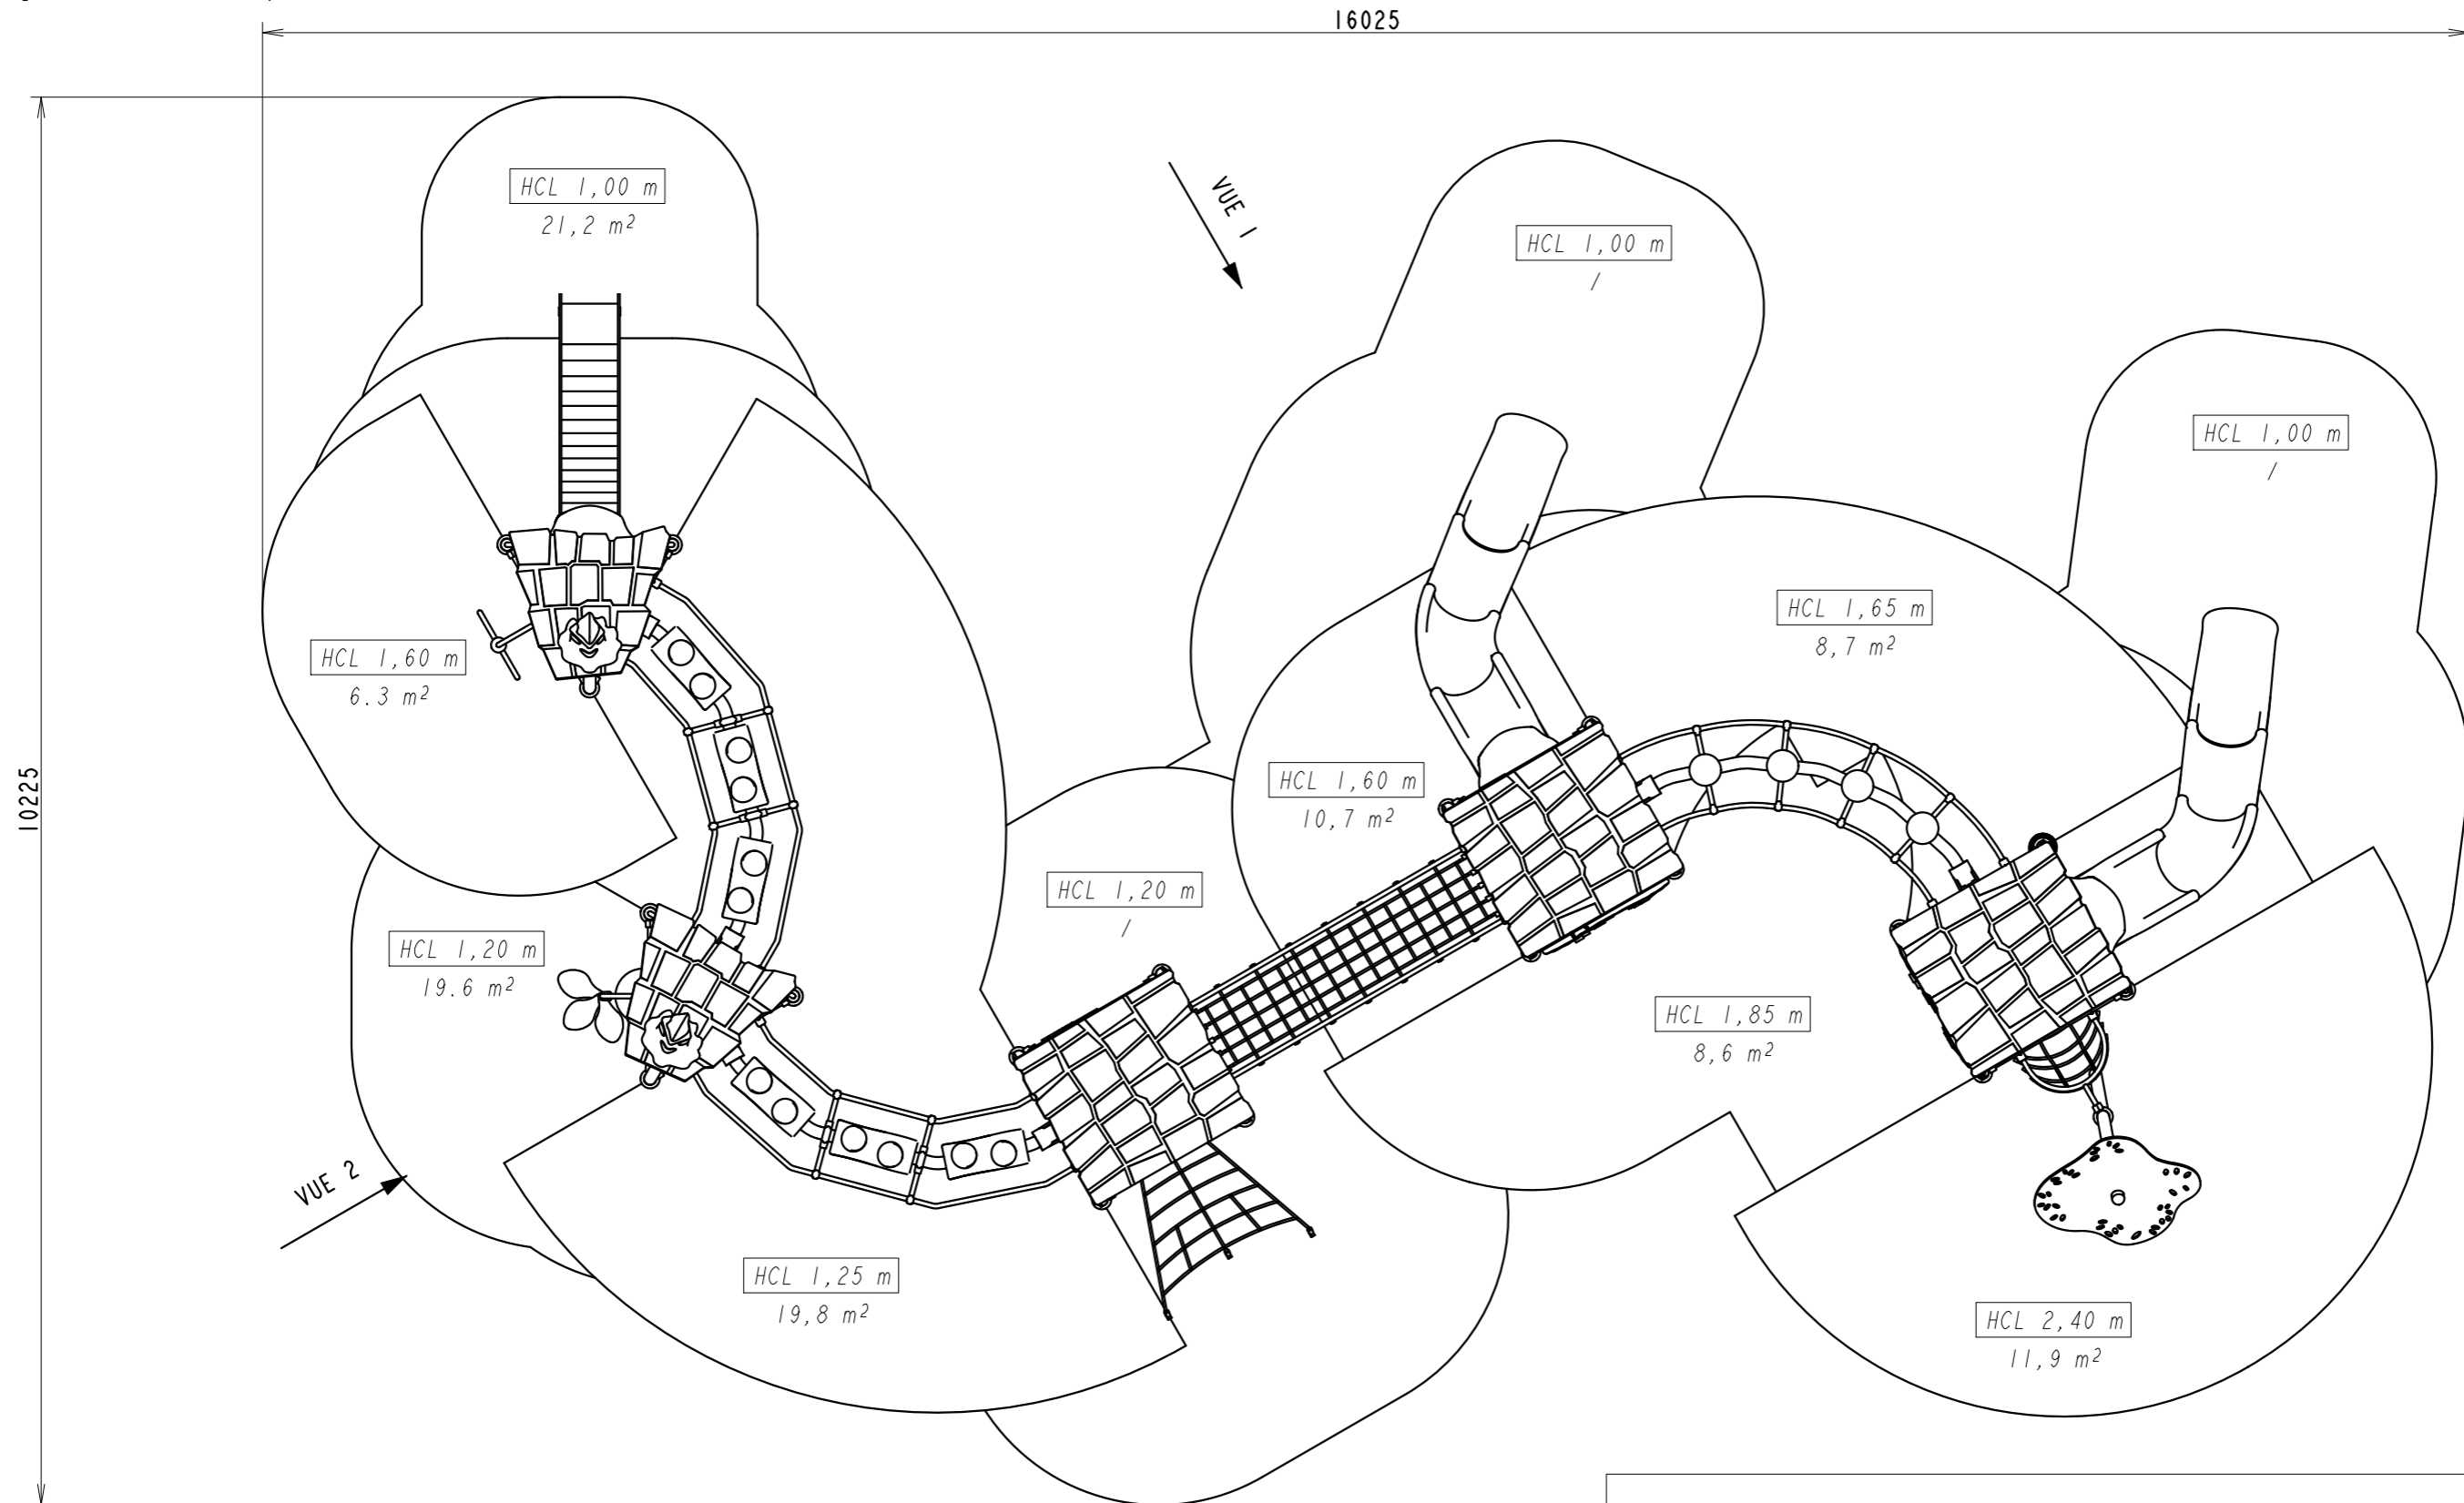 16025
HCL 1,00 m
21,2 m²
VUE 1
HCL 1,00 m
/
HCL 1,00 m
/
HCL 1,65 m
8,7 m²
HCL 1,60 m
6.3 m²
HCL 1,60 m
10,7 m²
10225
HCL 1,20 m
/
HCL 1,20 m
19.6 m²
HCL 1,85 m
8,6 m²
VUE 2
HCL 1,25 m
19,8 m²
HCL 2,40 m
11,9 m²